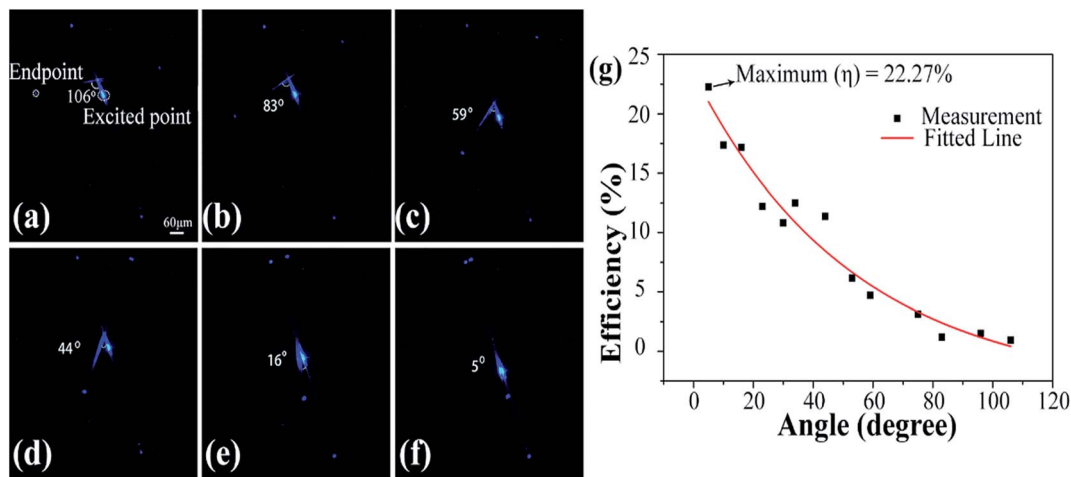 Endpoint
106°
Excited point
(a)
60μm
83°
(b)
59°
(c)
44°
(d)
16°
(e)
5°
(f)
(g)
Maximum (η) = 22.27%
Measurement
Fitted Line
Efficiency (%)
25
20
15
10
5
0
0 20 40 60 80 100 120
Angle (degree)